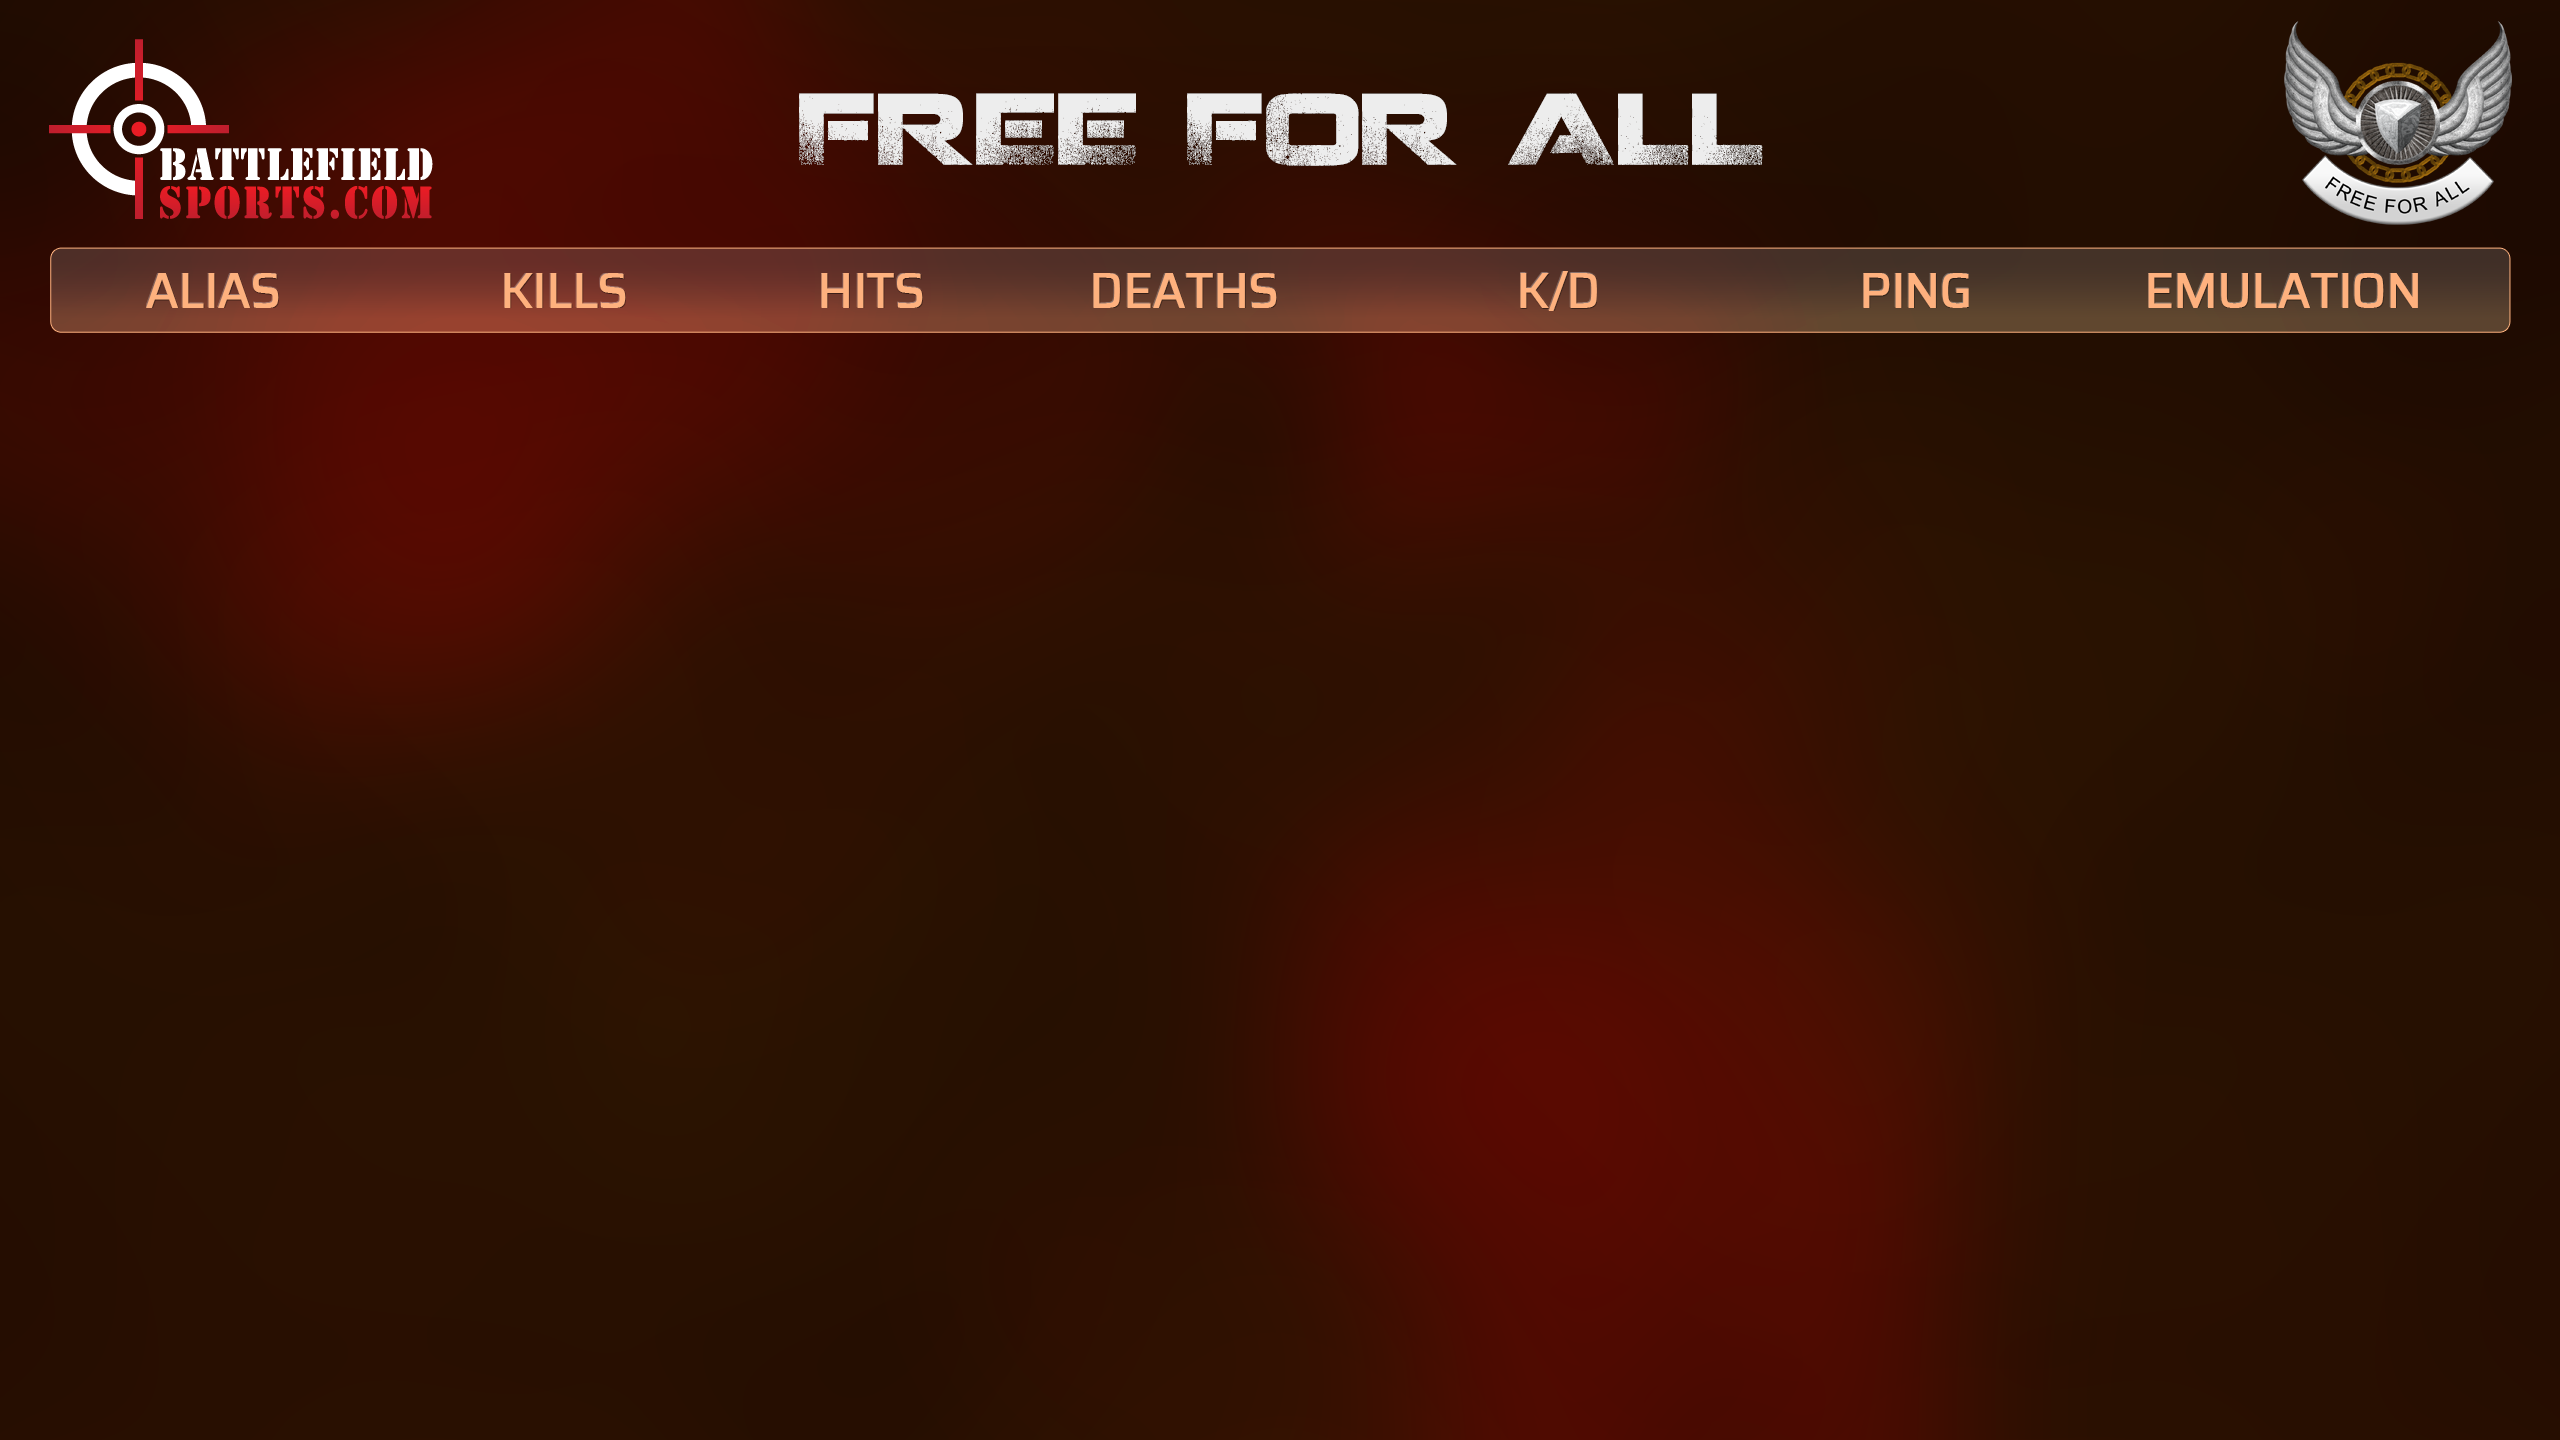 BATTLEFIELD
SPORTS.COM
FREE FOR ALL
FREE FOR ALL
ALIAS KILLS HITS DEATHS K/D PING EMULATION